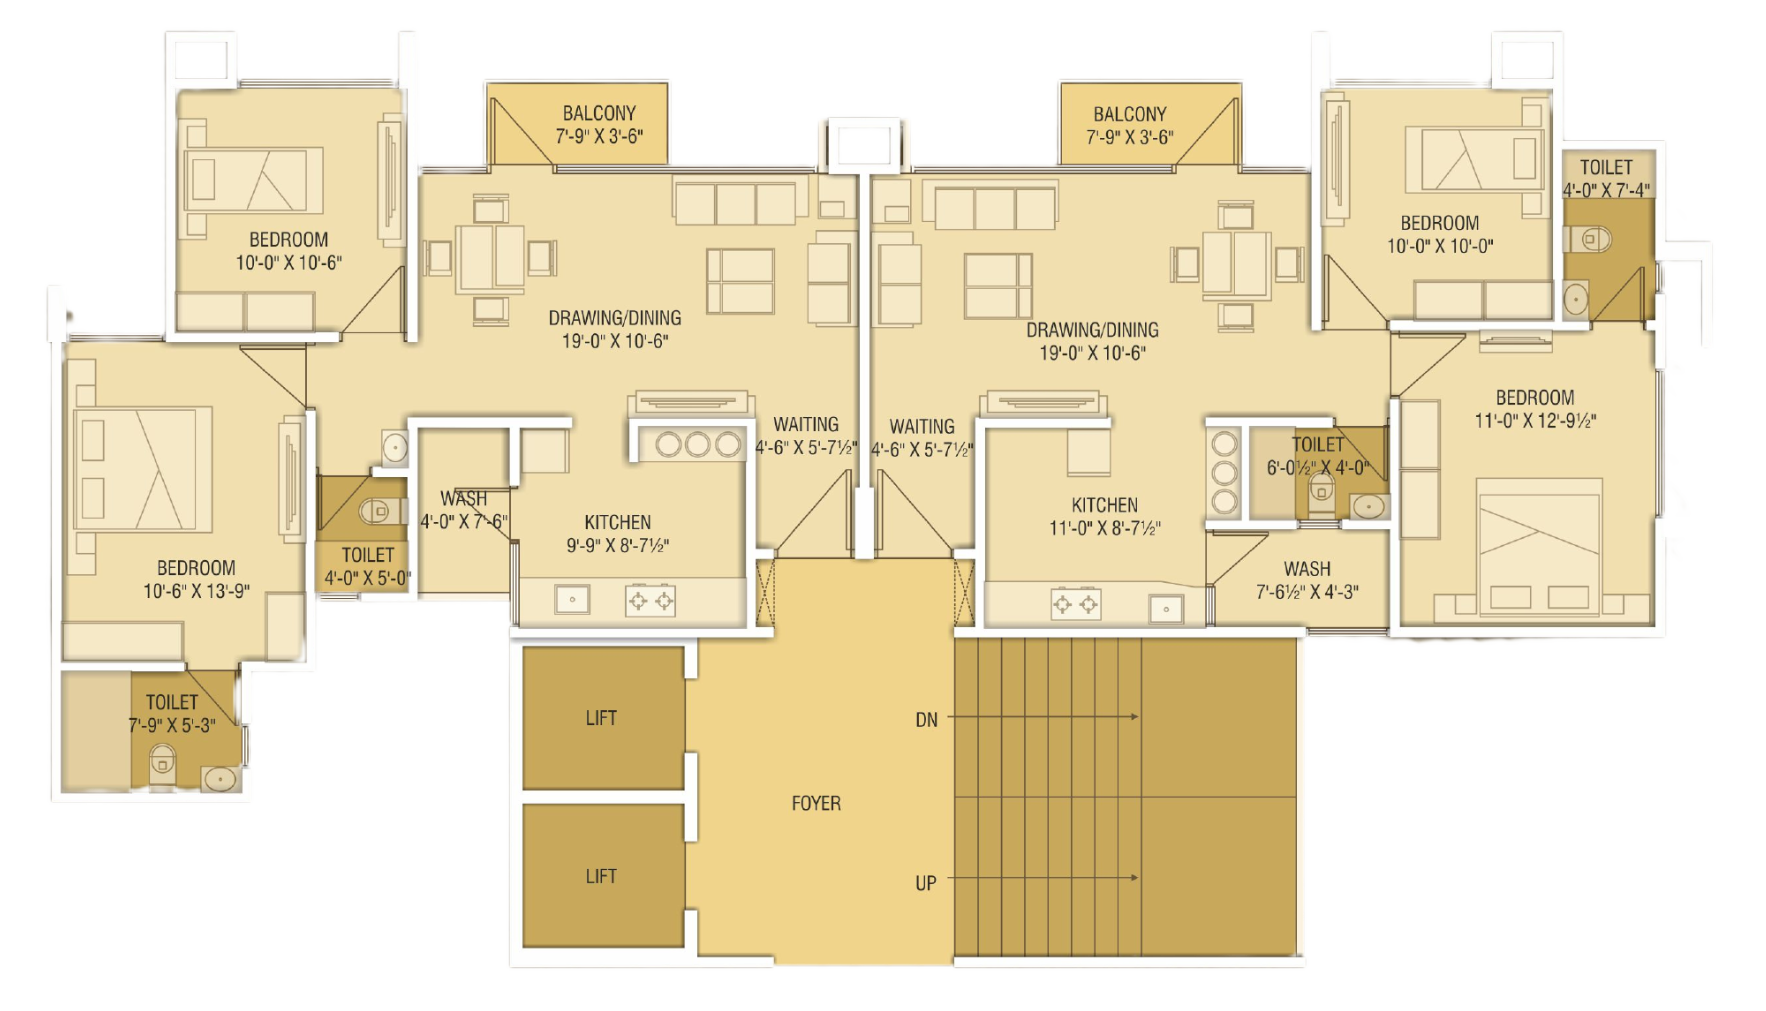 BALCONY
7'-9" X 3'-6"
BALCONY
7'-9" X 3'-6"
TOILET
4'-0" X 7'-4"
BEDROOM
10'-0" X 10'-6"
BEDROOM
10'-0" X 10'-0"
DRAWING/DINING
19'-0" X 10'-6"
DRAWING/DINING
19'-0" X 10'-6"
BEDROOM
11'-0" X 12'-9½"
WAITING
4'-6" X 5'-7½"
WAITING
4'-6" X 5'-7½"
TOILET
6'-0½" X 4'-0"
WASH
4'-0" X 7'-6"
KITCHEN
9'-9" X 8'-7½"
KITCHEN
11'-0" X 8'-7½"
BEDROOM
10'-6" X 13'-9"
TOILET
4'-0" X 5'-0"
WASH
7'-6½" X 4'-3"
TOILET
7'-9" X 5'-3"
LIFT
DN
FOYER
LIFT
UP